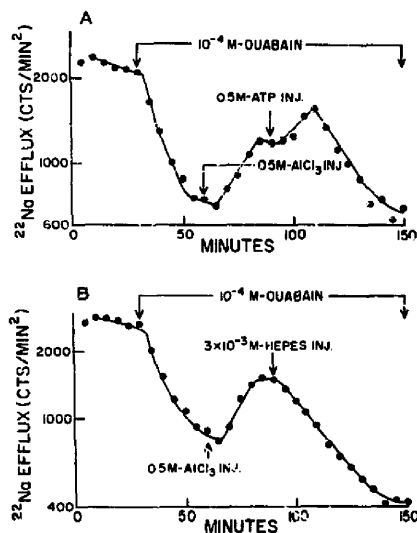 A
10⁻⁴ M-OUABAIN
2000
0.5M-ATP INJ.
1000
0.5M-AlCl₃ INJ
600
0
50
100
150
MINUTES
²²Na EFFLUX (CTS/MIN²)
B
10⁻⁴ M-OUABAIN
3×10⁻³M-HEPES INJ.
2000
1000
0.5M-AlCl₃ INJ.
400
0
50
100
150
MINUTES
²²Na EFFLUX (CTS/MIN²)